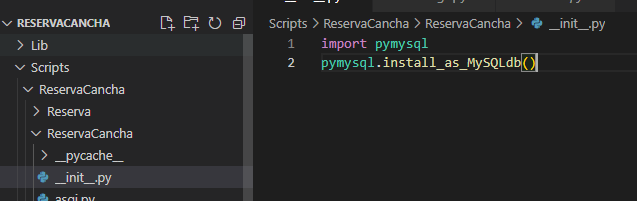 RESERVACANCHA
Lib
Scripts
ReservaCancha
Reserva
ReservaCancha
__pycache__
__init__.py
asgi.py
Scripts > ReservaCancha > ReservaCancha > __init__.py
1 import pymysql
2 pymysql.install_as_MySQLdb()